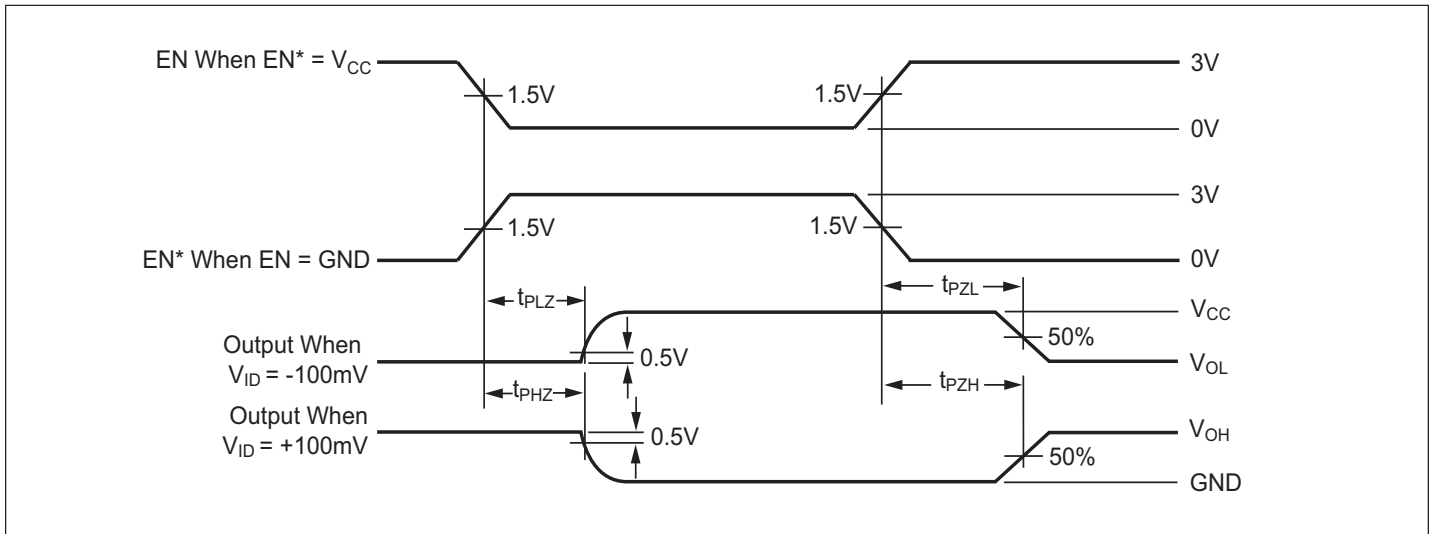 EN When EN* = VCC
1.5V
1.5V
3V
0V
3V
1.5V
1.5V
EN* When EN = GND
0V
tPLZ
tPZL
VCC
50%
Output When
VID = -100mV
0.5V
VOL
tPHZ
tPZH
Output When
VID = +100mV
0.5V
VOH
50%
GND